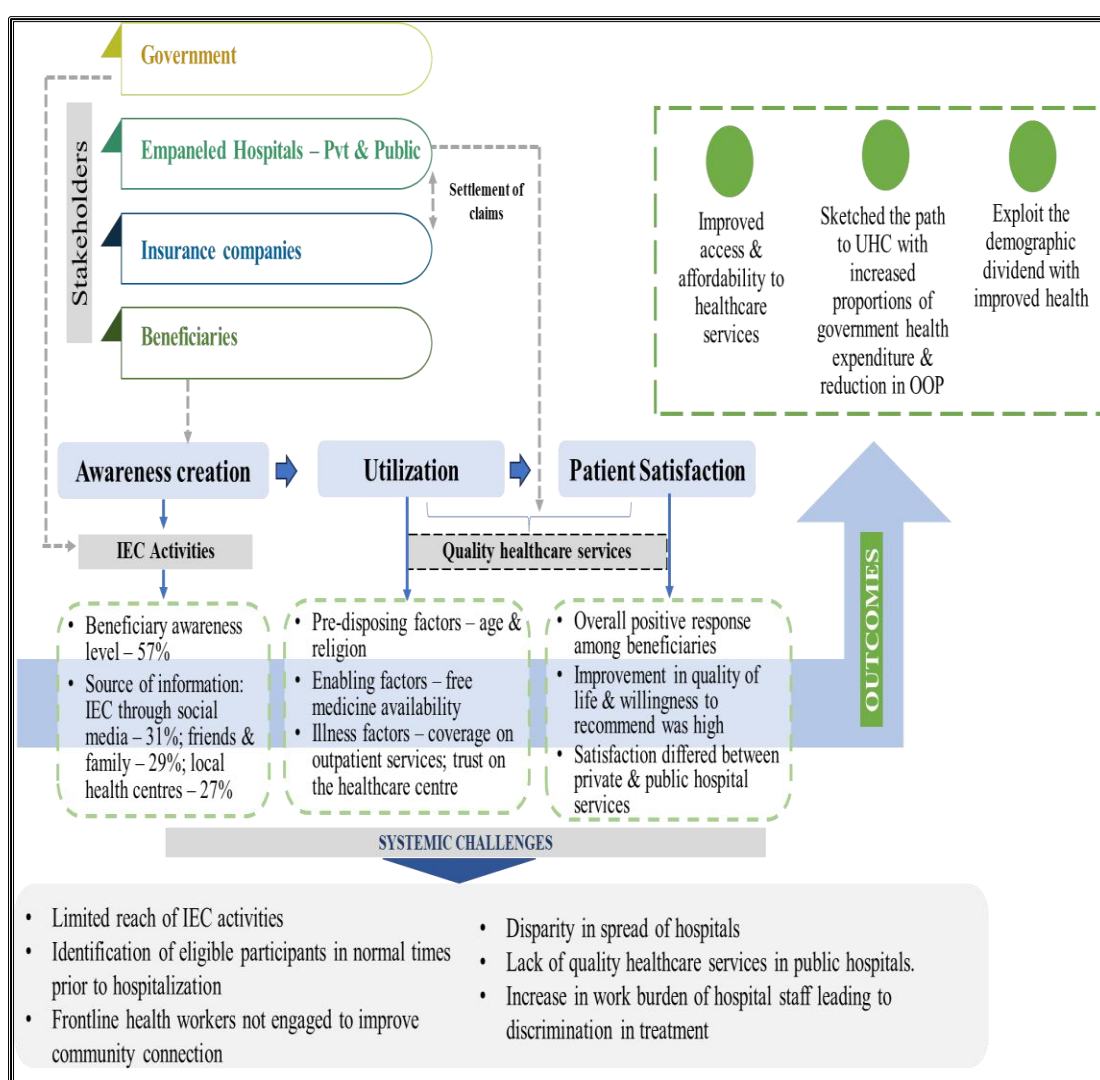 Stakeholders
Government
Empaneled Hospitals – Pvt & Public
Settlement of
claims
Insurance companies
Beneficiaries
Improved
access &
affordability to
healthcare
services
Sketched the path
to UHC with
increased
proportions of
government health
expenditure &
reduction in OOP
Exploit the
demographic
dividend with
improved health
Awareness creation
Utilization
Patient Satisfaction
IEC Activities
Quality healthcare services
• Beneficiary awareness
level – 57%
• Source of information:
IEC through social
media – 31%; friends &
family – 29%; local
health centres – 27%
• Pre-disposing factors – age &
religion
• Enabling factors – free
medicine availability
• Illness factors – coverage on
outpatient services; trust on
the healthcare centre
• Overall positive response
among beneficiaries
• Improvement in quality of
life & willingness to
recommend was high
• Satisfaction differed between
private & public hospital
services
OUTCOMES
SYSTEMIC CHALLENGES
• Limited reach of IEC activities
• Identification of eligible participants in normal times
prior to hospitalization
• Frontline health workers not engaged to improve
community connection
• Disparity in spread of hospitals
• Lack of quality healthcare services in public hospitals.
• Increase in work burden of hospital staff leading to
discrimination in treatment